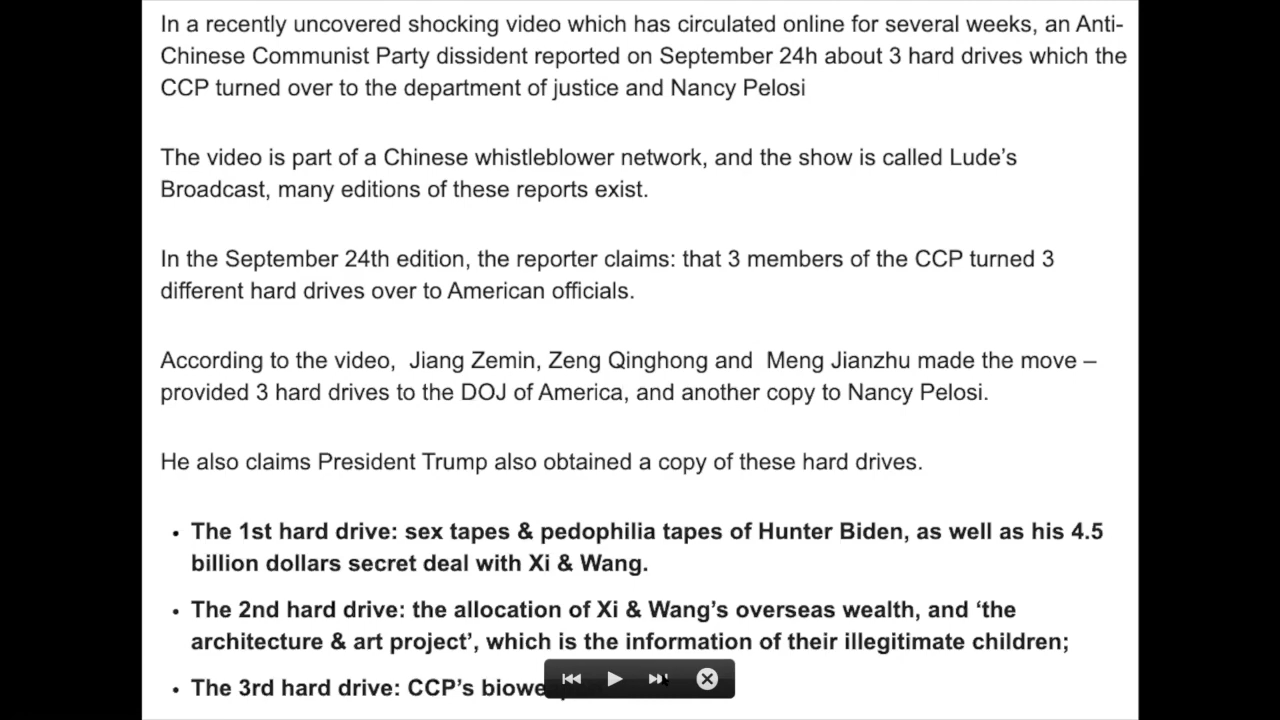 In a recently uncovered shocking video which has circulated online for several weeks, an Anti-
Chinese Communist Party dissident reported on September 24h about 3 hard drives which the
CCP turned over to the department of justice and Nancy Pelosi
The video is part of a Chinese whistleblower network, and the show is called Lude's
Broadcast, many editions of these reports exist.
In the September 24th edition, the reporter claims: that 3 members of the CCP turned 3
different hard drives over to American officials.
According to the video,  Jiang Zemin, Zeng Qinghong and  Meng Jianzhu made the move –
provided 3 hard drives to the DOJ of America, and another copy to Nancy Pelosi.
He also claims President Trump also obtained a copy of these hard drives.
• The 1st hard drive: sex tapes & pedophilia tapes of Hunter Biden, as well as his 4.5
billion dollars secret deal with Xi & Wang.
• The 2nd hard drive: the allocation of Xi & Wang's overseas wealth, and 'the
architecture & art project', which is the information of their illegitimate children;
• The 3rd hard drive: CCP's